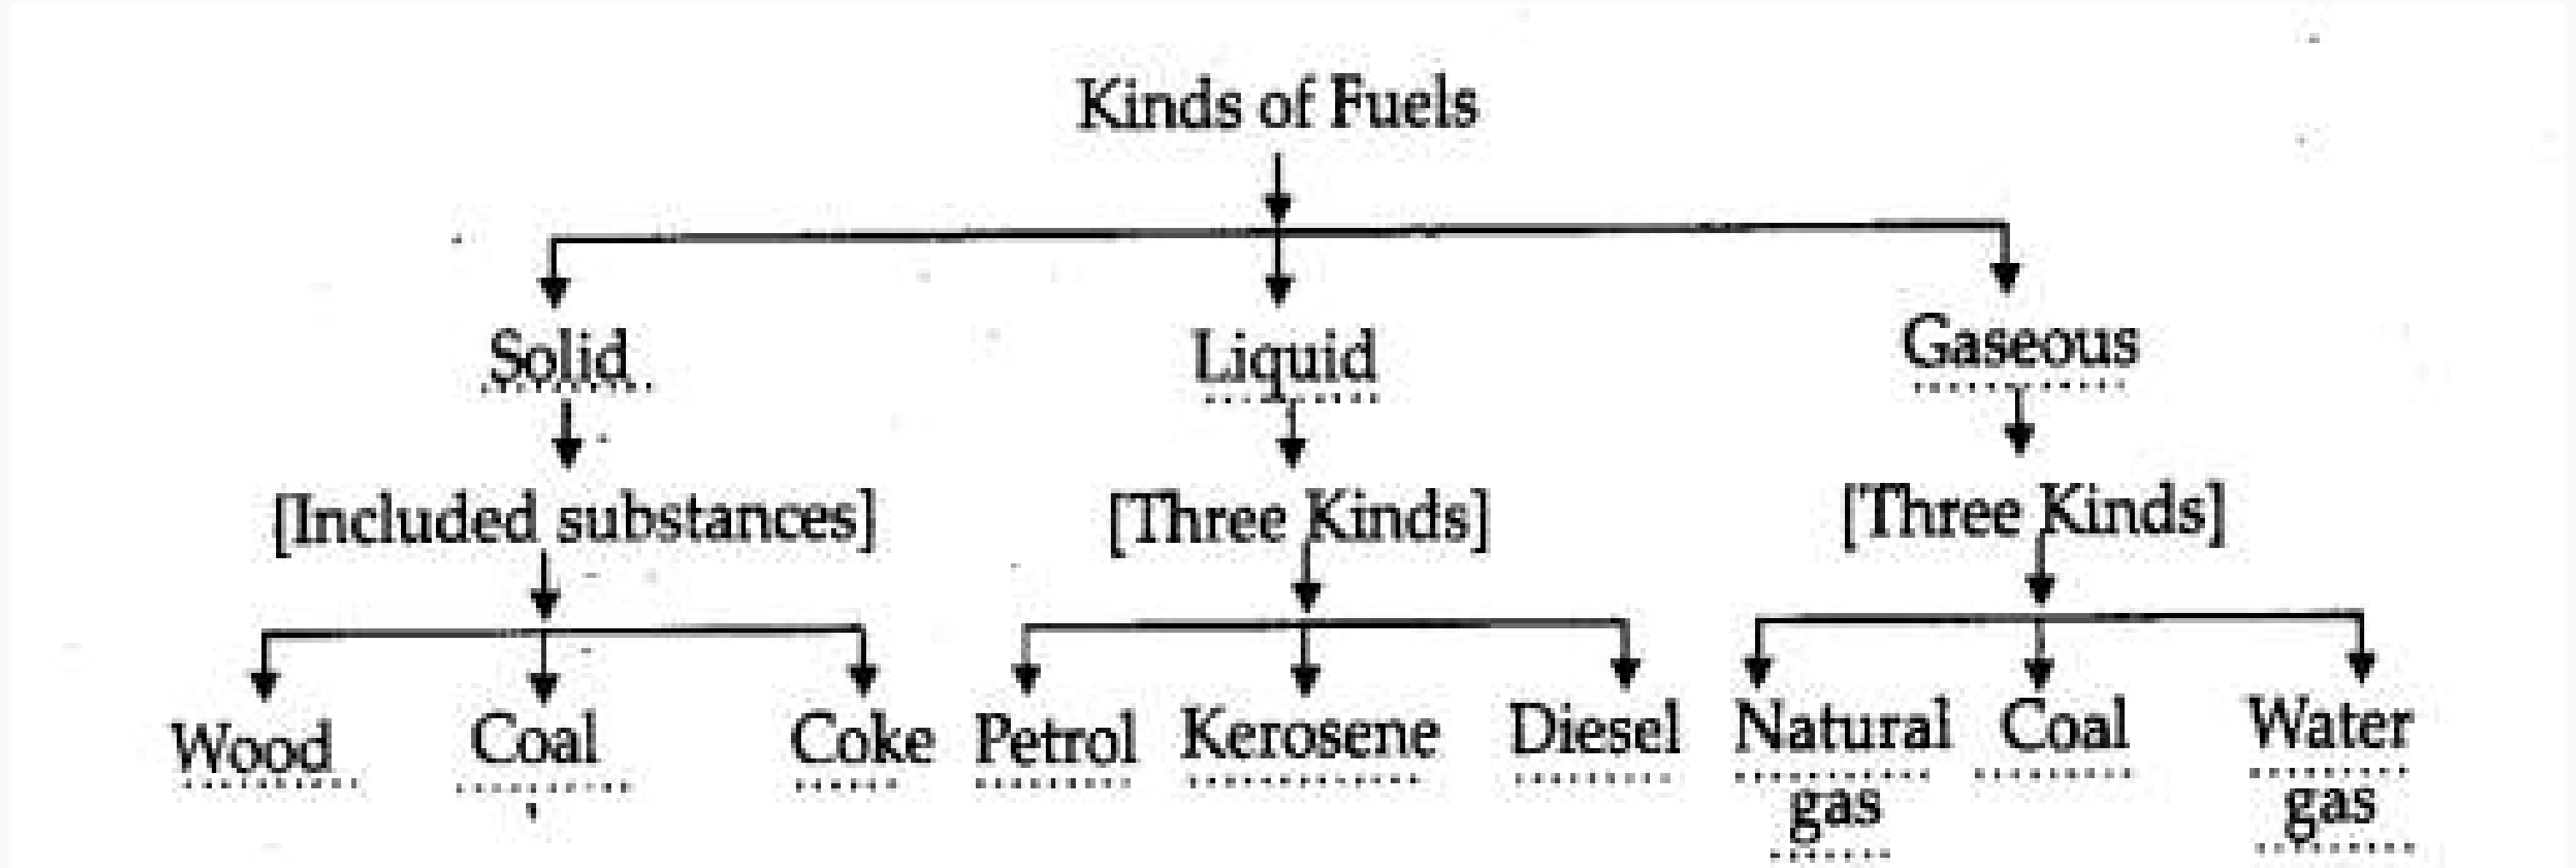 Kinds of Fuels
Solid
Liquid
Gaseous
[Included substances]
[Three Kinds]
[Three Kinds]
Wood
Coal
Coke
Petrol
Kerosene
Diesel
Natural
gas
Coal
Water
gas